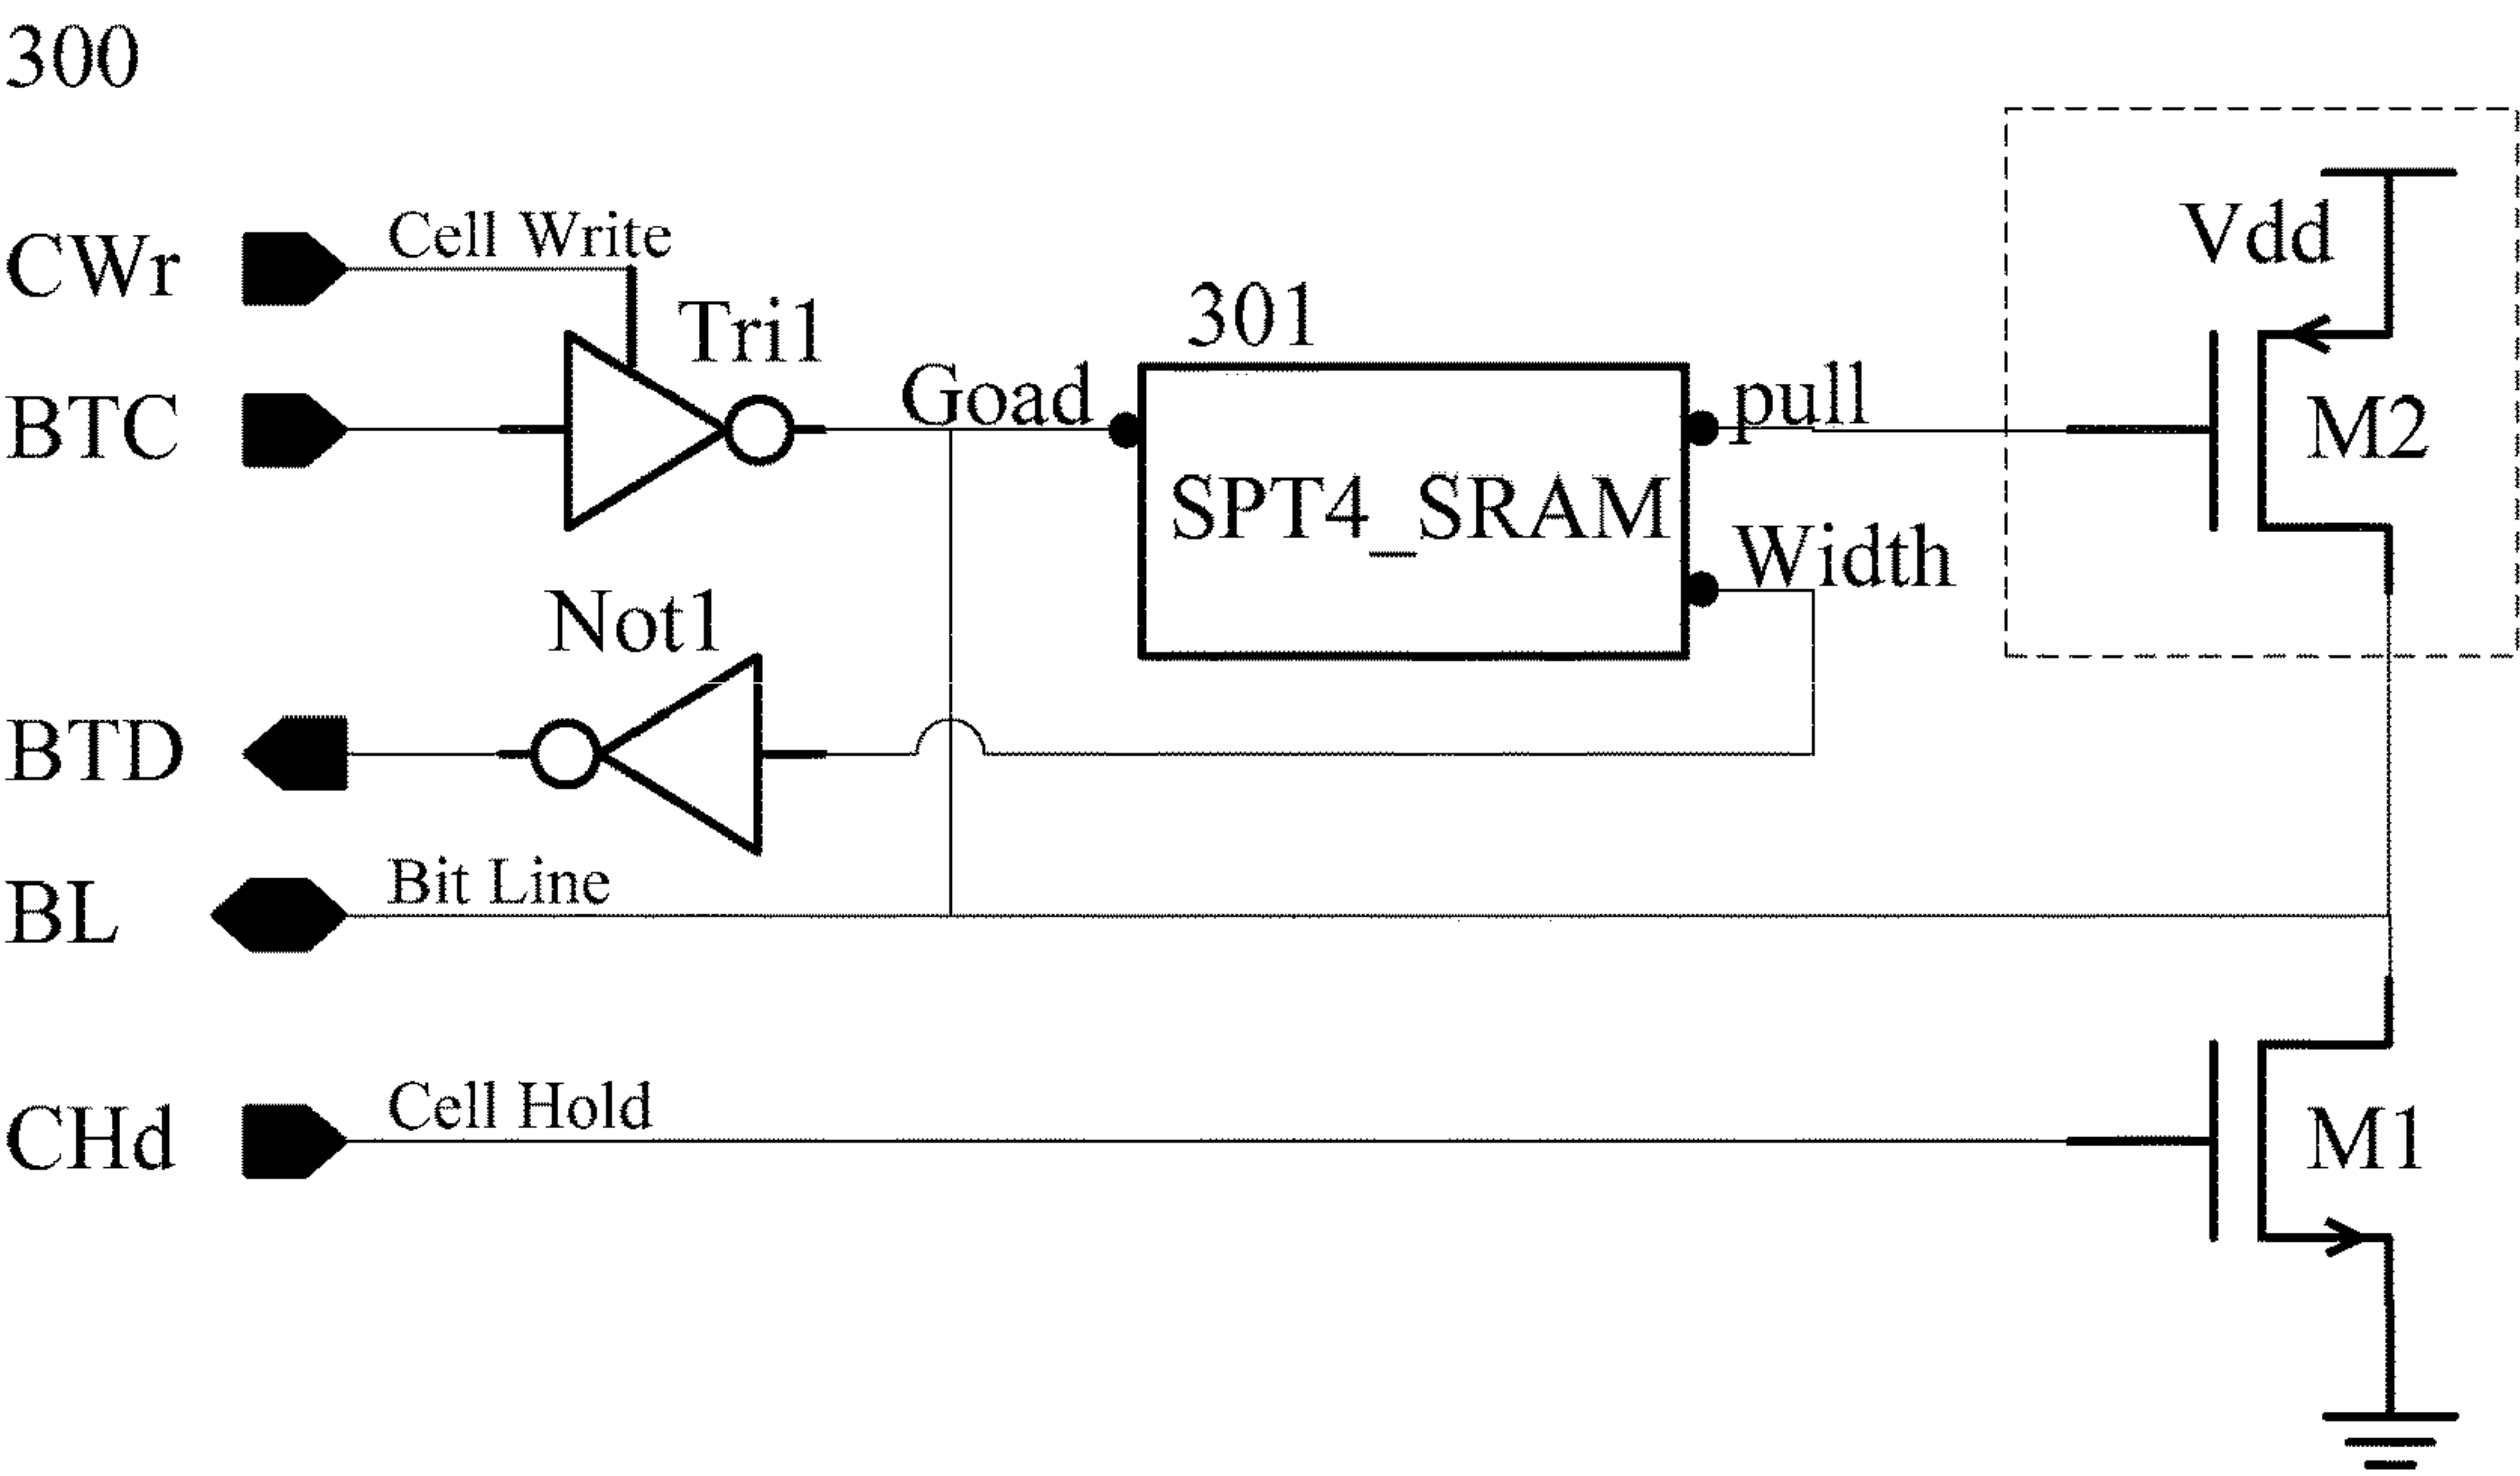 300
CWr
Cell Write
Tri1
301
Vdd
BTC
Goad
pull
M2
SPT4_SRAM
Width
Not1
BTD
BL
Bit Line
CHd
Cell Hold
M1